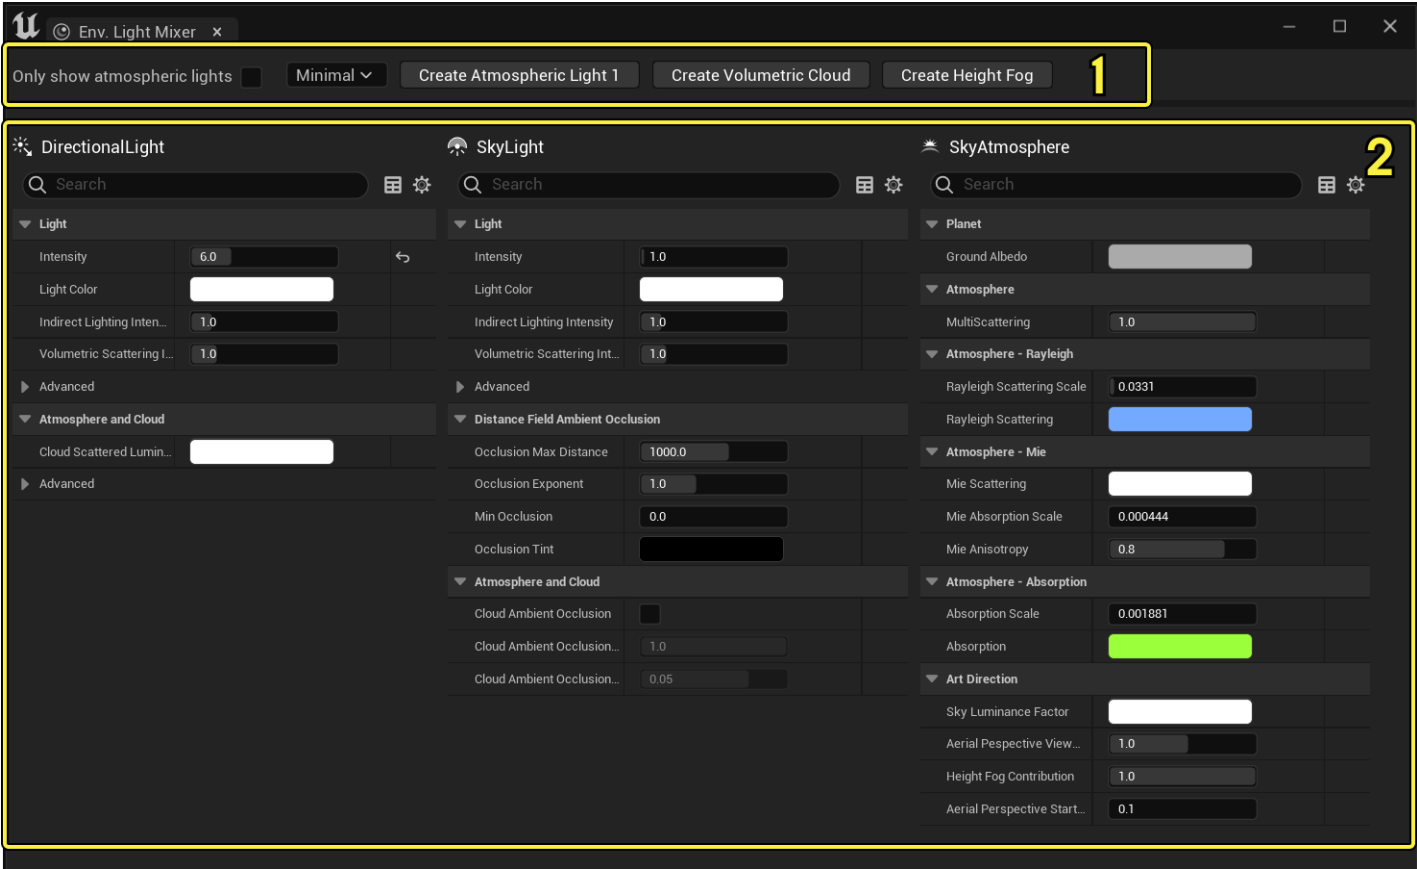 Env. Light Mixer
Only show atmospheric lights Minimal Create Atmospheric Light 1 Create Volumetric Cloud Create Height Fog 1
2
DirectionalLight
Search
Light
Intensity 6.0
Light Color
Indirect Lighting Inten... 1.0
Volumetric Scattering I... 1.0
Advanced
Atmosphere and Cloud
Cloud Scattered Lumin...
Advanced
SkyLight
Search
Light
Intensity 1.0
Light Color
Indirect Lighting Intensity 1.0
Volumetric Scattering Int... 1.0
Advanced
Distance Field Ambient Occlusion
Occlusion Max Distance 1000.0
Occlusion Exponent 1.0
Min Occlusion 0.0
Occlusion Tint
Atmosphere and Cloud
Cloud Ambient Occlusion
Cloud Ambient Occlusion... 1.0
Cloud Ambient Occlusion... 0.05
SkyAtmosphere
Search
Planet
Ground Albedo
Atmosphere
MultiScattering 1.0
Atmosphere - Rayleigh
Rayleigh Scattering Scale 0.0331
Rayleigh Scattering
Atmosphere - Mie
Mie Scattering
Mie Absorption Scale 0.000444
Mie Anisotropy 0.8
Atmosphere - Absorption
Absorption Scale 0.001881
Absorption
Art Direction
Sky Luminance Factor
Aerial Pespective View... 1.0
Height Fog Contribution 1.0
Aerial Perspective Start... 0.1